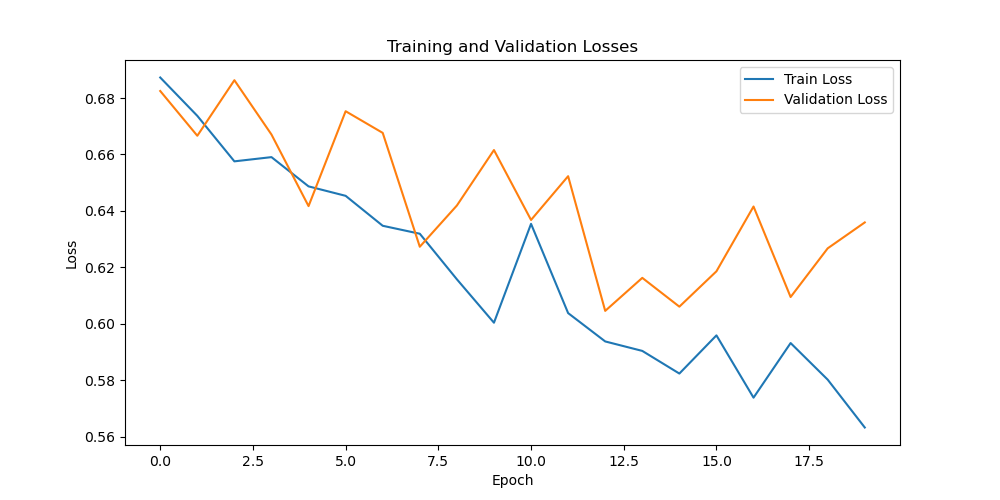 Training and Validation Losses
Train Loss
Validation Loss
Loss
0.68
0.66
0.64
0.62
0.60
0.58
0.56
0.0 2.5 5.0 7.5 10.0 12.5 15.0 17.5
Epoch